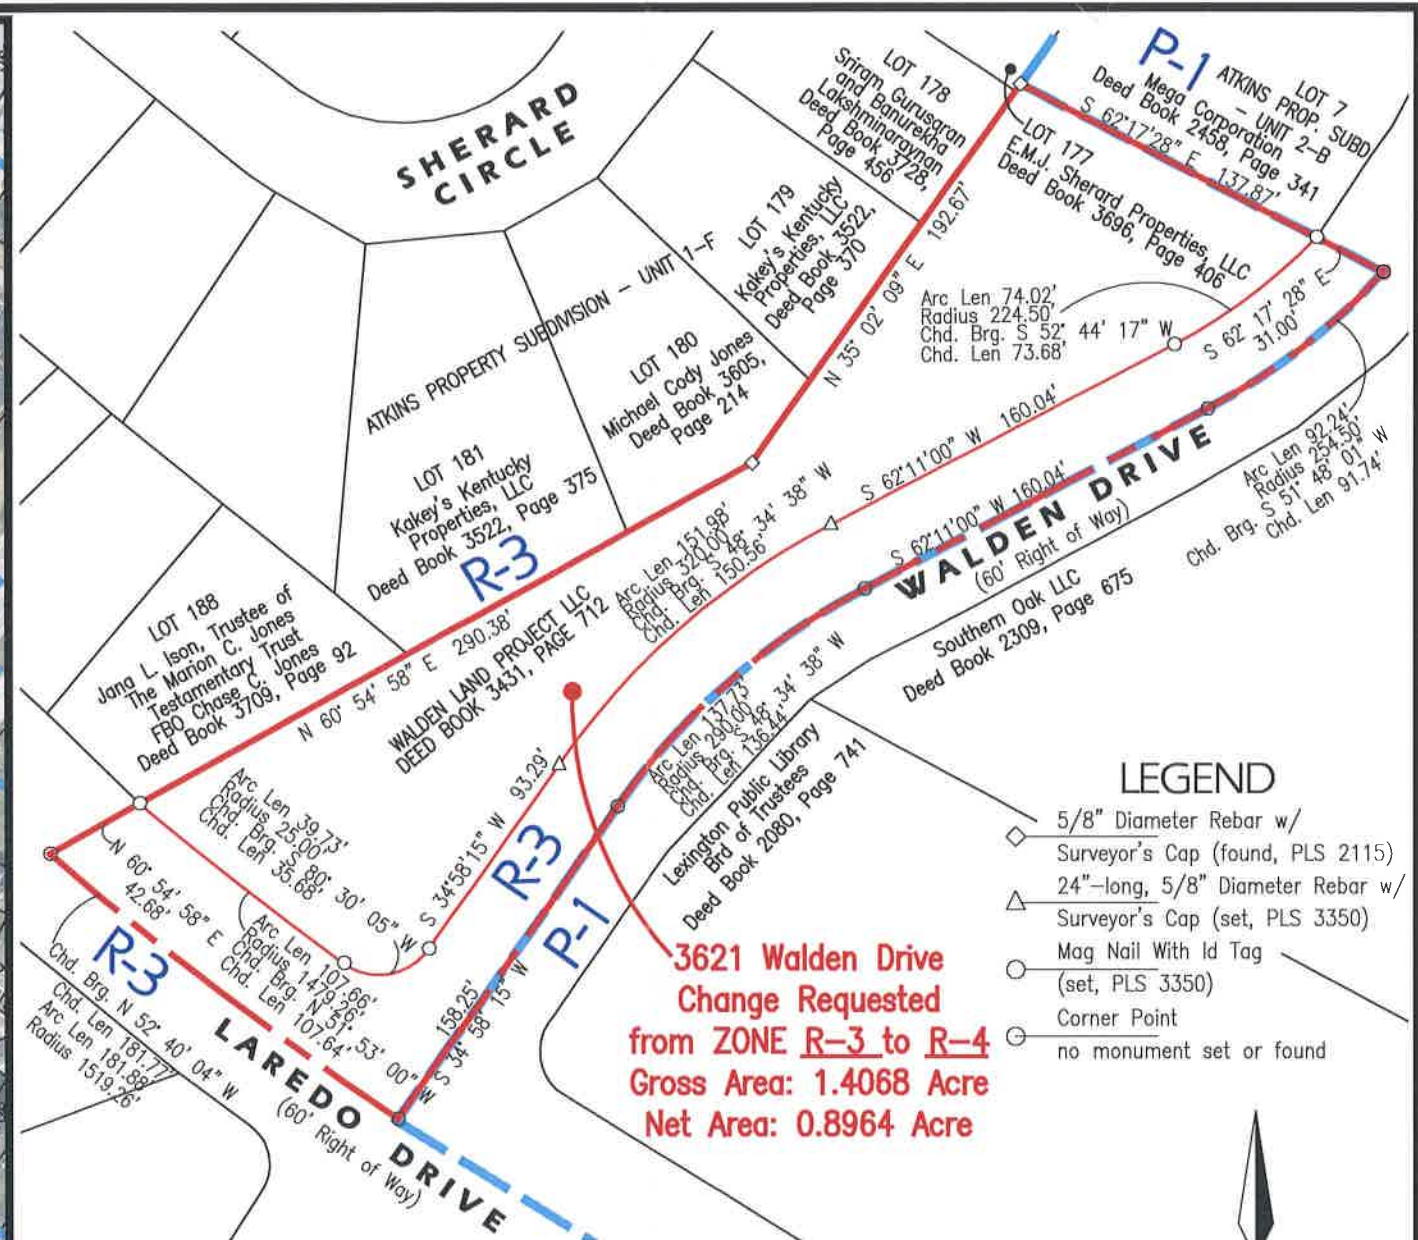 SHERARD
CIRCLE
LOT 178
Sriram Gurusaran
and Banurekha
Lakshminaraynan
Deed Book 3728,
Page 456
P-1
LOT 7
ATKINS PROP. SUBD
- UNIT 2-B
Mega Corporation
Deed Book 2458, Page 341
S 62°17'28" E 137.87'
LOT 177
E.M.J. Sherard Properties, LLC
Deed Book 3696, Page 406
LOT 179
Kakey's Kentucky
Properties, LLC
Deed Book 3522,
Page 370
N 35° 02' 09" E 192.67'
Arc Len 74.02'
Radius 224.50'
Chd. Brg. S 52° 44' 17" W
Chd. Len 73.68'
S 62° 17' 28" E
31.00'
ATKINS PROPERTY SUBDIVISION - UNIT 1-F
LOT 180
Michael Cody Jones
Deed Book 3605,
Page 214
LOT 181
Kakey's Kentucky
Properties, LLC
Deed Book 3522, Page 375
R-3
S 62°11'00" W 160.04'
S 62°11'00" W 160.04'
WALDEN DRIVE
(60' Right of Way)
Arc Len 92.24'
Radius 254.50'
Chd. Brg. S 51° 48' 01" W
Chd. Len 91.74'
Arc Len 151.98'
Radius 320.00'
Chd. Brg. S 48° 34' 38" W
Chd. Len 150.56'
Southern Oak LLC
Deed Book 2309, Page 675
LOT 188
Jana L. Ison, Trustee of
The Marion C. Jones
Testamentary Trust
FBO Chase C. Jones
Deed Book 3709, Page 92
N 60° 54' 58" E 290.38'
WALDEN LAND PROJECT LLC
DEED BOOK 3431, PAGE 712
Arc Len 137.73'
Radius 290.00'
Chd. Brg. S 48° 34' 38" W
Chd. Len 136.44'
Lexington Public Library
Brd of Trustees
Deed Book 2080, Page 741
S 34°58'15" W 93.29'
Arc Len 39.73'
Radius 25.00'
Chd. Brg. S 80° 30' 05" W
Chd. Len 35.68'
N 60° 54' 58" E
42.68'
R-3
P-1
R-3
Arc Len 107.66'
Radius 1479.26'
Chd. Brg. N 51° 53' 00" W
Chd. Len 107.64'
158.25'
S 34° 58' 15" W
Chd. Brg. N 52° 40' 04" W
Chd. Len 181.77'
Arc Len 181.88'
Radius 1519.26'
LAREDO DRIVE
(60' Right of Way)
3621 Walden Drive
Change Requested
from ZONE R-3 to R-4
Gross Area: 1.4068 Acre
Net Area: 0.8964 Acre
LEGEND
5/8" Diameter Rebar w/
Surveyor's Cap (found, PLS 2115)
24"-long, 5/8" Diameter Rebar w/
Surveyor's Cap (set, PLS 3350)
Mag Nail With Id Tag
(set, PLS 3350)
Corner Point
no monument set or found